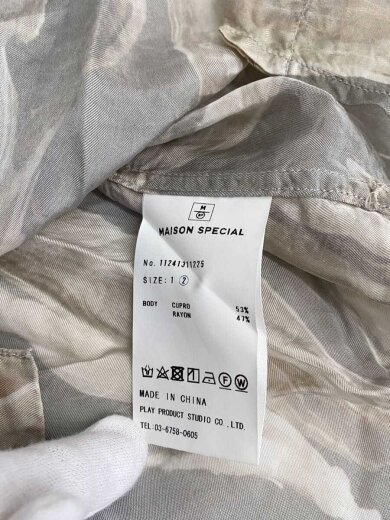 M
MAISON SPECIAL
No. 11241311225
SIZE: 1 ②
BODY CUPRO 53%
RAYON 47%
MADE IN CHINA
PLAY PRODUCT STUDIO CO.,LTD.
TEL:03-6758-0605